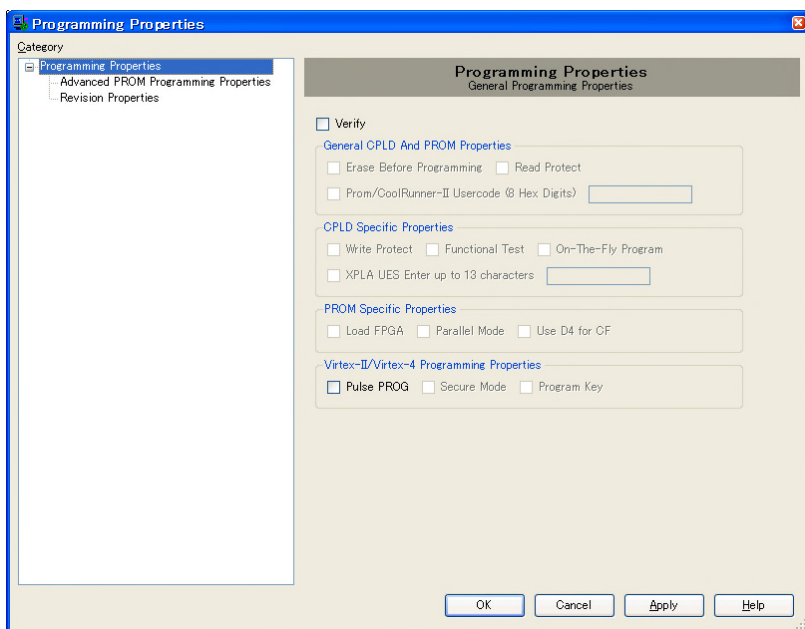 Programming Properties
Category
Programming Properties
Advanced PROM Programming Properties
Revision Properties
Programming Properties
General Programming Properties
Verify
General CPLD And PROM Properties
Erase Before Programming Read Protect
Prom/CoolRunner-II Usercode (8 Hex Digits)
CPLD Specific Properties
Write Protect Functional Test On-The-Fly Program
XPLA UES Enter up to 13 characters
PROM Specific Properties
Load FPGA Parallel Mode Use D4 for CF
Virtex-II/Virtex-4 Programming Properties
Pulse PROG Secure Mode Program Key
OK Cancel Apply Help